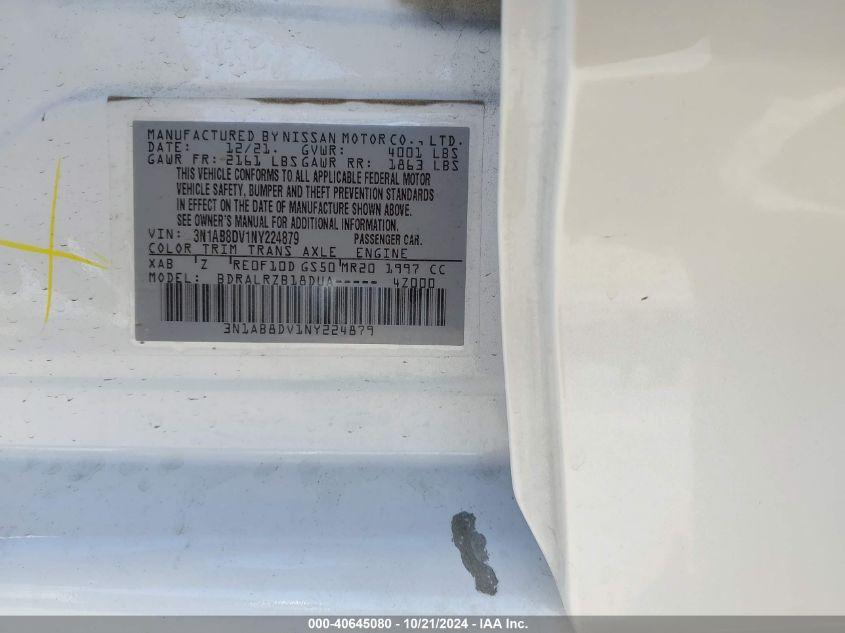 MANUFACTURED BY NISSAN MOTOR CO., LTD.
DATE: 12/21. GVWR: 4001 LBS
GAWR FR: 2161 LBS GAWR RR: 1863 LBS
THIS VEHICLE CONFORMS TO ALL APPLICABLE FEDERAL MOTOR
VEHICLE SAFETY, BUMPER AND THEFT PREVENTION STANDARDS
IN EFFECT ON THE DATE OF MANUFACTURE SHOWN ABOVE.
SEE OWNER'S MANUAL FOR ADDITIONAL INFORMATION.
VIN: 3N1AB8DV1NY224879 PASSENGER CAR.
COLOR TRIM TRANS AXLE ENGINE
XAB Z RE0F10D GS50 MR20 1997 CC
MODEL: BDRALRZB18DUA----- 4Z000
3N1AB8DV1NY224879
000-40645080 - 10/21/2024 - IAA Inc.